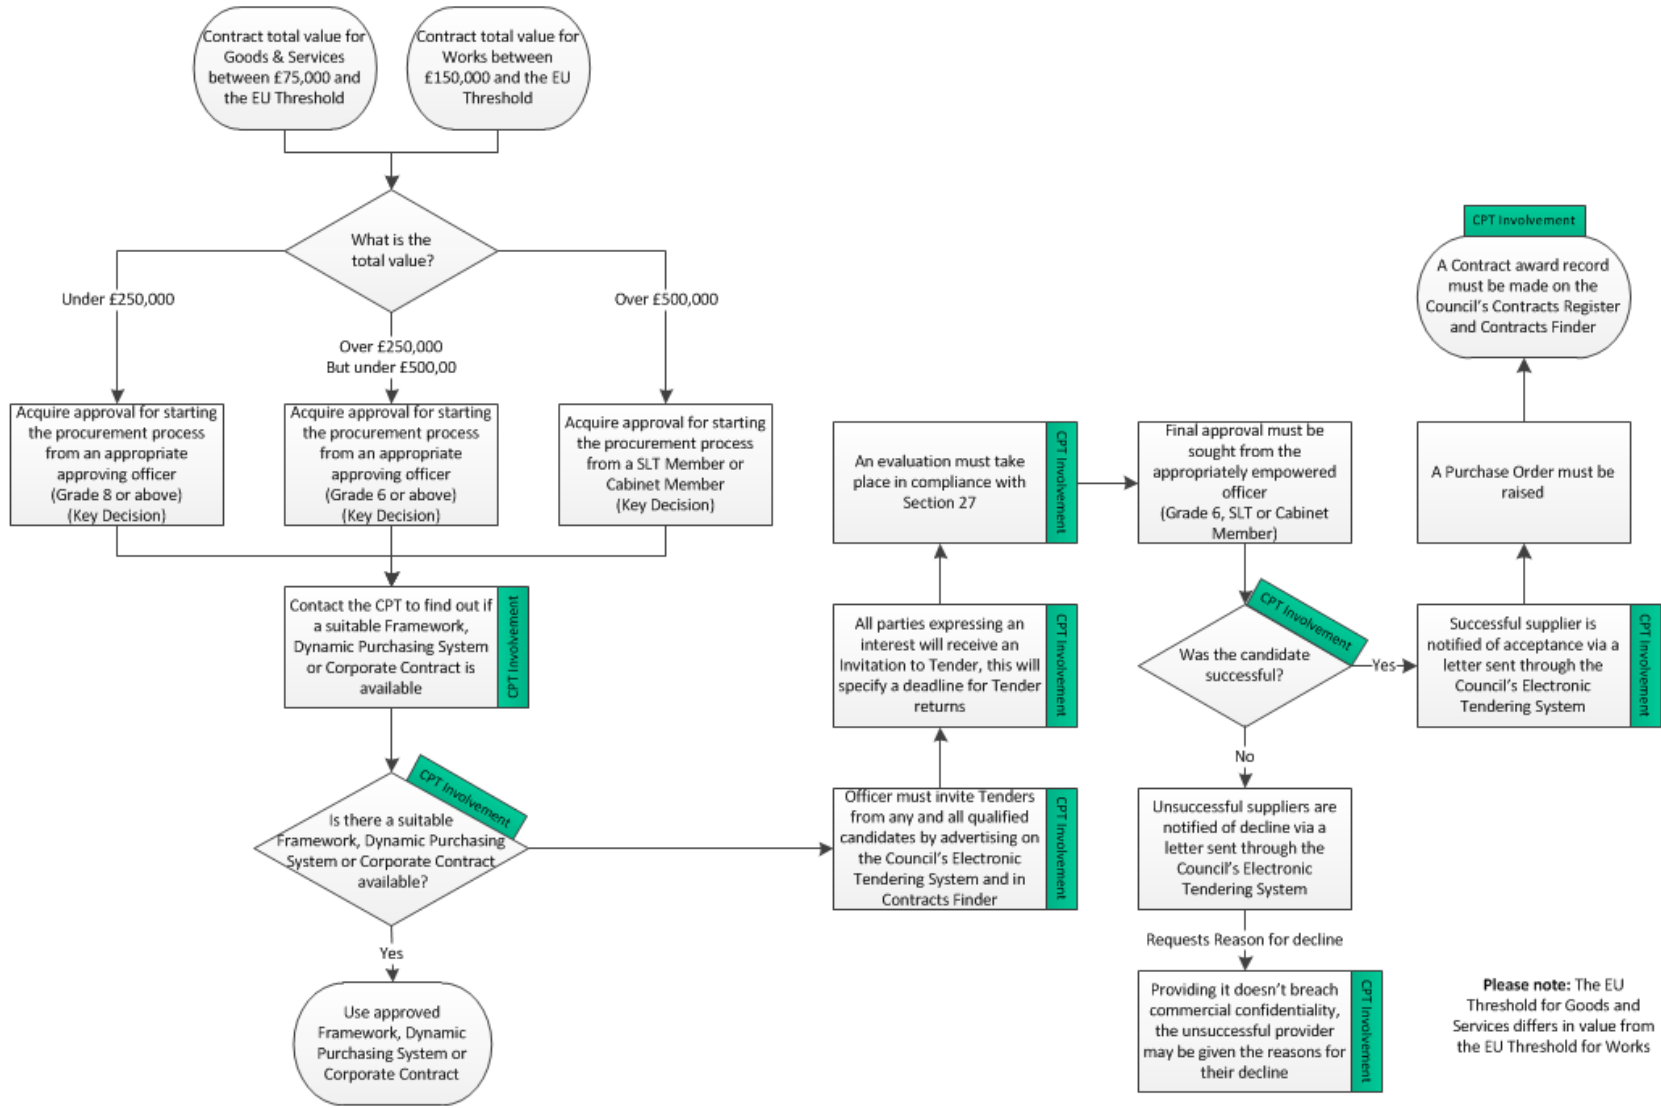 Contract total value for
Goods & Services
between £75,000 and
the EU Threshold
Contract total value for
Works between
£150,000 and the EU
Threshold
What is the
total value?
Under £250,000
Over £250,000
But under £500,00
Over £500,000
Acquire approval for starting
the procurement process
from an appropriate
approving officer
(Grade 8 or above)
(Key Decision)
Acquire approval for starting
the procurement process
from an appropriate
approving officer
(Grade 6 or above)
(Key Decision)
Acquire approval for starting
the procurement process
from a SLT Member or
Cabinet Member
(Key Decision)
Contact the CPT to find out if
a suitable Framework,
Dynamic Purchasing System
or Corporate Contract is
available
CPT Involvement
CPT Involvement
Is there a suitable
Framework, Dynamic Purchasing
System or Corporate Contract
available?
Yes
Use approved
Framework, Dynamic
Purchasing System or
Corporate Contract
Officer must invite Tenders
from any and all qualified
candidates by advertising on
the Council's Electronic
Tendering System and in
Contracts Finder
CPT Involvement
All parties expressing an
interest will receive an
Invitation to Tender, this will
specify a deadline for Tender
returns
CPT Involvement
An evaluation must take
place in compliance with
Section 27
CPT Involvement
Final approval must be
sought from the
appropriately empowered
officer
(Grade 6, SLT or Cabinet
Member)
CPT Involvement
Was the candidate
successful?
No
Unsuccessful suppliers are
notified of decline via a
letter sent through the
Council's Electronic
Tendering System
Requests Reason for decline
Providing it doesn't breach
commercial confidentiality,
the unsuccessful provider
may be given the reasons for
their decline
CPT Involvement
Yes
Successful supplier is
notified of acceptance via a
letter sent through the
Council's Electronic
Tendering System
CPT Involvement
A Purchase Order must be
raised
CPT Involvement
A Contract award record
must be made on the
Council's Contracts Register
and Contracts Finder
Please note: The EU
Threshold for Goods and
Services differs in value from
the EU Threshold for Works